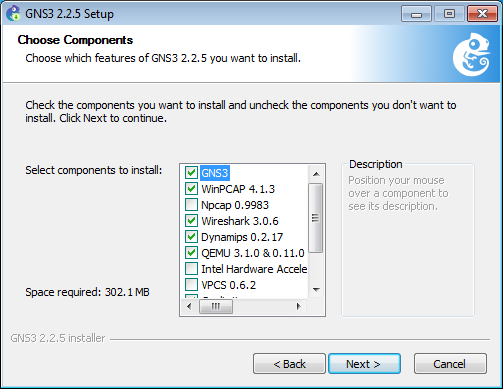 GNS3 2.2.5 Setup
Choose Components
Choose which features of GNS3 2.2.5 you want to install.
Check the components you want to install and uncheck the components you don't want to
install. Click Next to continue.
Select components to install:
GNS3
WinPCAP 4.1.3
Npcap 0.9983
Wireshark 3.0.6
Dynamips 0.2.17
QEMU 3.1.0 & 0.11.0
Intel Hardware Accele
VPCS 0.6.2
Description
Position your mouse
over a component to
see its description.
Space required: 302.1 MB
GNS3 2.2.5 installer
< Back
Next >
Cancel